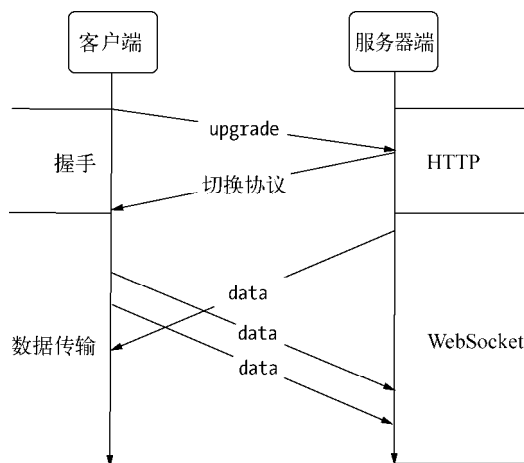 客户端
服务器端
upgrade
握手
HTTP
切换协议
data
data
数据传输
WebSocket
data